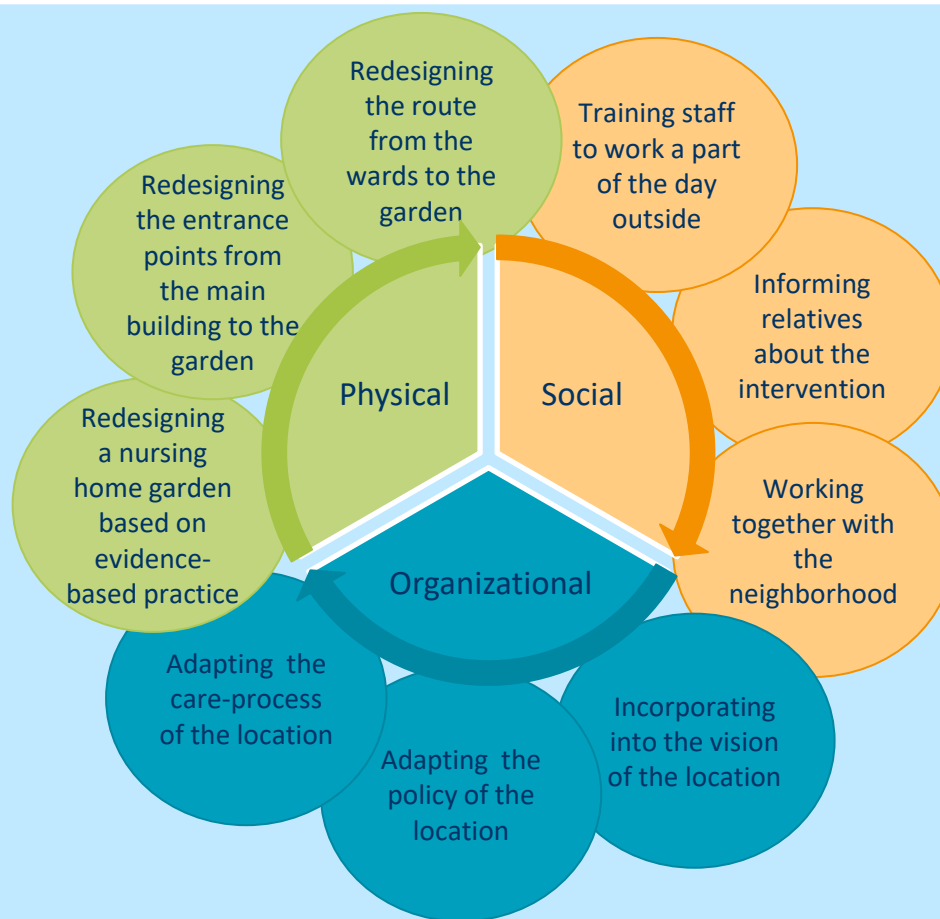 Redesigning
the route
from the
wards to the
garden
Training staff
to work a part
of the day
outside
Informing
relatives
about the
intervention
Working
together with
the
neighborhood
Incorporating
into the vision
of the location
Adapting  the
policy of the
location
Adapting  the
care-process
of the location
Redesigning
a nursing
home garden
based on
evidence-
based practice
Redesigning
the entrance
points from
the main
building to the
garden
Physical
Social
Organizational